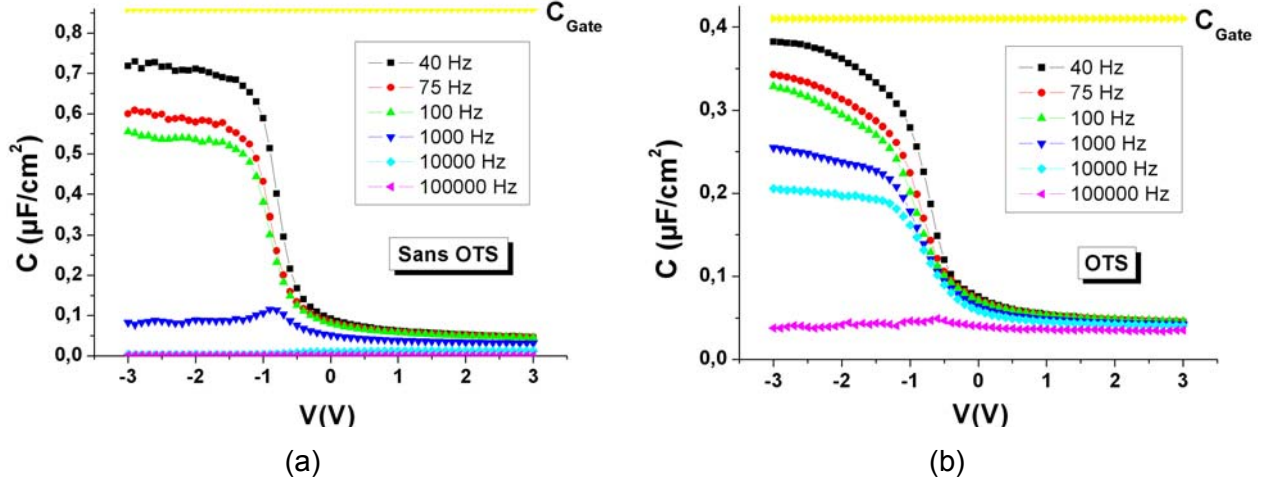 C Gate
0,8
0,7
0,6
0,5
0,4
0,3
0,2
0,1
0,0
C (µF/cm²)
40 Hz
75 Hz
100 Hz
1000 Hz
10000 Hz
100000 Hz
Sans OTS
-3 -2 -1 0 1 2 3
V(V)
(a)
C Gate
0,4
0,3
0,2
0,1
0,0
C (µF/cm²)
40 Hz
75 Hz
100 Hz
1000 Hz
10000 Hz
100000 Hz
OTS
-3 -2 -1 0 1 2 3
V(V)
(b)